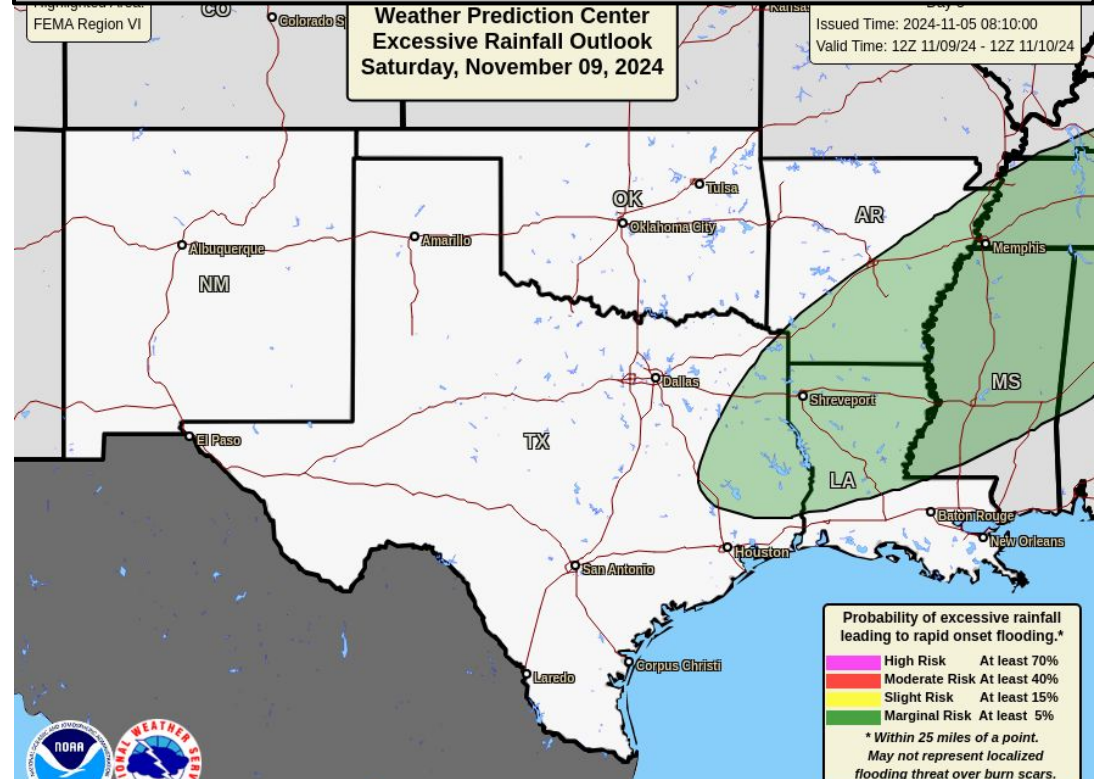 FEMA Region VI
Weather Prediction Center
Excessive Rainfall Outlook
Saturday, November 09, 2024
Issued Time: 2024-11-05 08:10:00
Valid Time: 12Z 11/09/24 - 12Z 11/10/24
CO
Colorado
Kansas
Tulsa
OK
Oklahoma City
AR
Amarillo
Albuquerque
Memphis
NM
Dallas
MS
Shreveport
El Paso
TX
LA
Baton Rouge
New Orleans
Houston
San Antonio
Corpus Christi
Laredo
Probability of excessive rainfall
leading to rapid onset flooding.*
High Risk At least 70%
Moderate Risk At least 40%
Slight Risk At least 15%
Marginal Risk At least 5%
* Within 25 miles of a point.
May not represent localized
flooding threat over burn scars.
NOAA
WEATHER